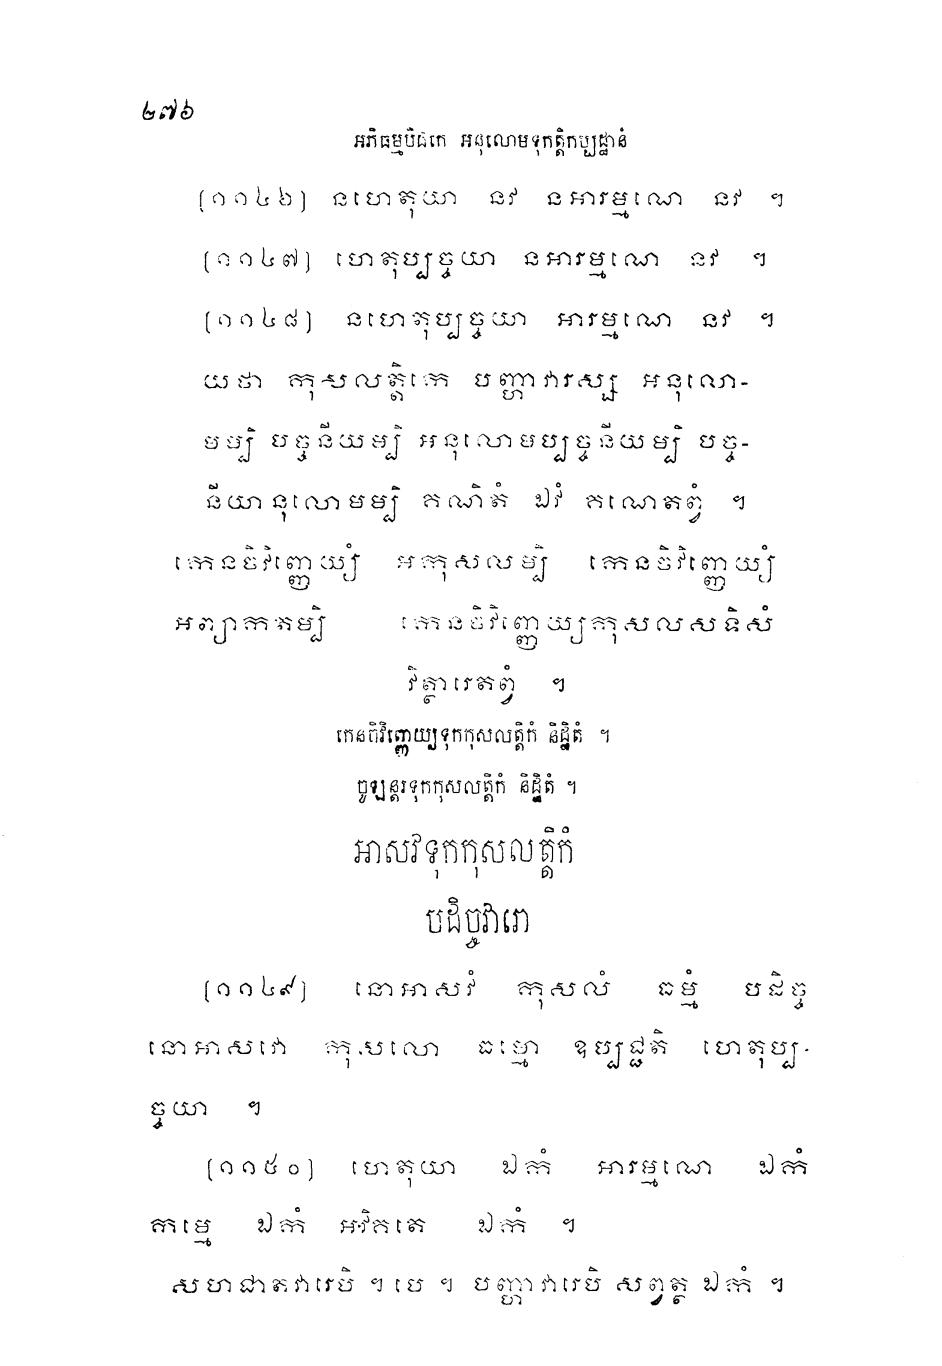 ២៧៦
អភិធម្មបិដកេ អនុលោមទុកត្តិកប្បដ្ឋានំ
[១១៤៦] នហេតុយា នវ នអារម្មណេ នវ ។
[១១៤៧] ហេតុប្បច្ចយា នអារម្មណេ នវ ។
[១១៤៨] នហេតុប្បច្ចយា អារម្មណេ នវ ។
យថា កុសលត្តិកេ បញ្ហាវារស្ស អនុលោ-
មម្បិ បច្ចនីយម្បិ អនុលោមប្បច្ចនីយម្បិ បច្ច-
នីយានុលោមម្បិ គណិតំ ឯវំ គណេតព្វំ ។
កេនចិវិញ្ញេយ្យំ អកុសលម្បិ កេនចិវិញ្ញេយ្យំ
អព្យាកតម្បិ កេនចិវិញ្ញេយ្យកុសលសទិសំ
វិត្ថារេតព្វំ ។
កេនចិវិញ្ញេយ្យទុកកុសលត្តិកំ និដ្ឋិតំ ។
ចូឡន្តរទុកកុសលត្តិកំ និដ្ឋិតំ ។
អាសវទុកកុសលត្តិកំ
បដិច្ចវារោ
[១១៤៩] នោអាសវំ កុសលំ ធម្មំ បដិច្ច
នោអាសវោ កុសលោ ធម្មោ ឧប្បជ្ជតិ ហេតុប្ប-
ច្ចយា ។
[១១៥០] ហេតុយា ឯកំ អារម្មណេ ឯកំ
កម្មេ ឯកំ អវិគតេ ឯកំ ។
សហជាតវារេបិ ។ បេ ។ បញ្ហាវារេបិ សព្វត្ថ ឯកំ ។